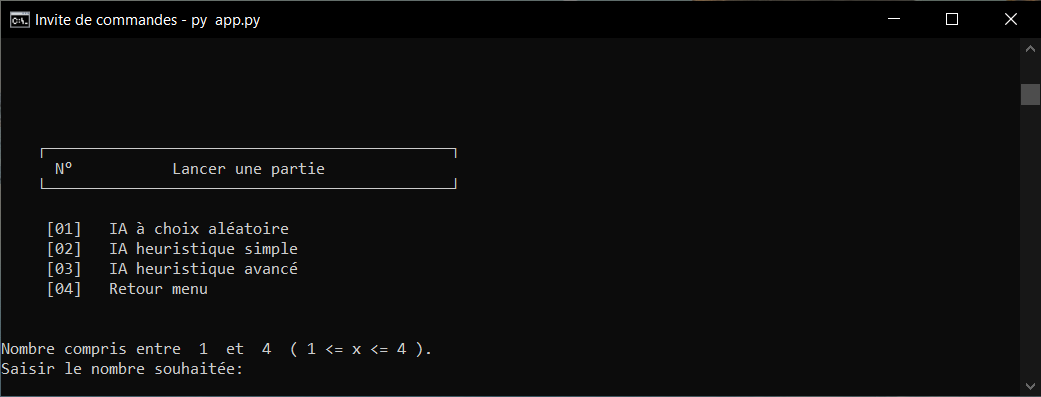 Invite de commandes - py  app.py
N°           Lancer une partie
[01]   IA à choix aléatoire
[02]   IA heuristique simple
[03]   IA heuristique avancé
[04]   Retour menu
Nombre compris entre  1  et  4  ( 1 <= x <= 4 ).
Saisir le nombre souhaitée: